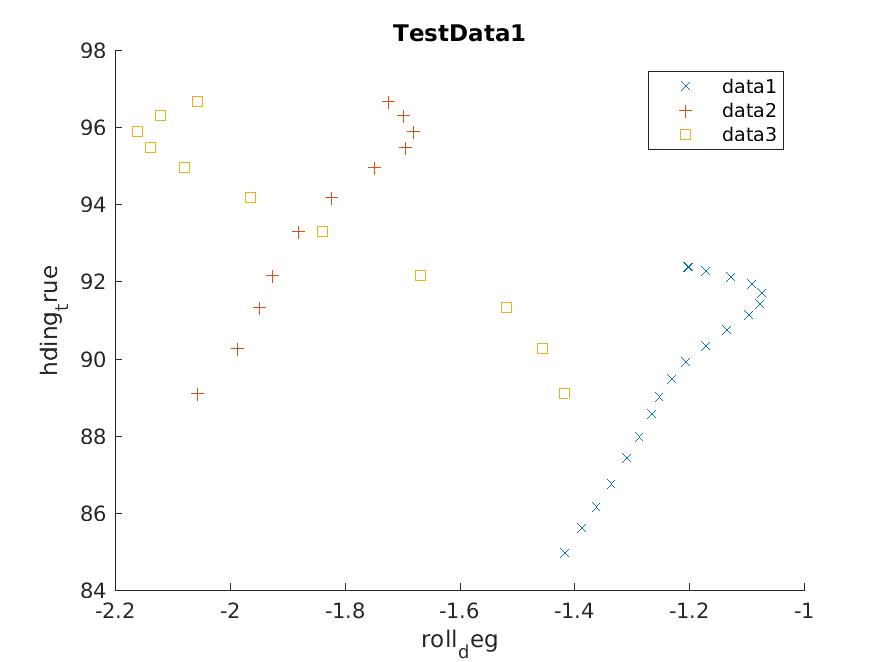 TestData1
98
96
94
92
90
88
86
84
hding_true
data1
data2
data3
-2.2 -2 -1.8 -1.6 -1.4 -1.2 -1
roll_deg